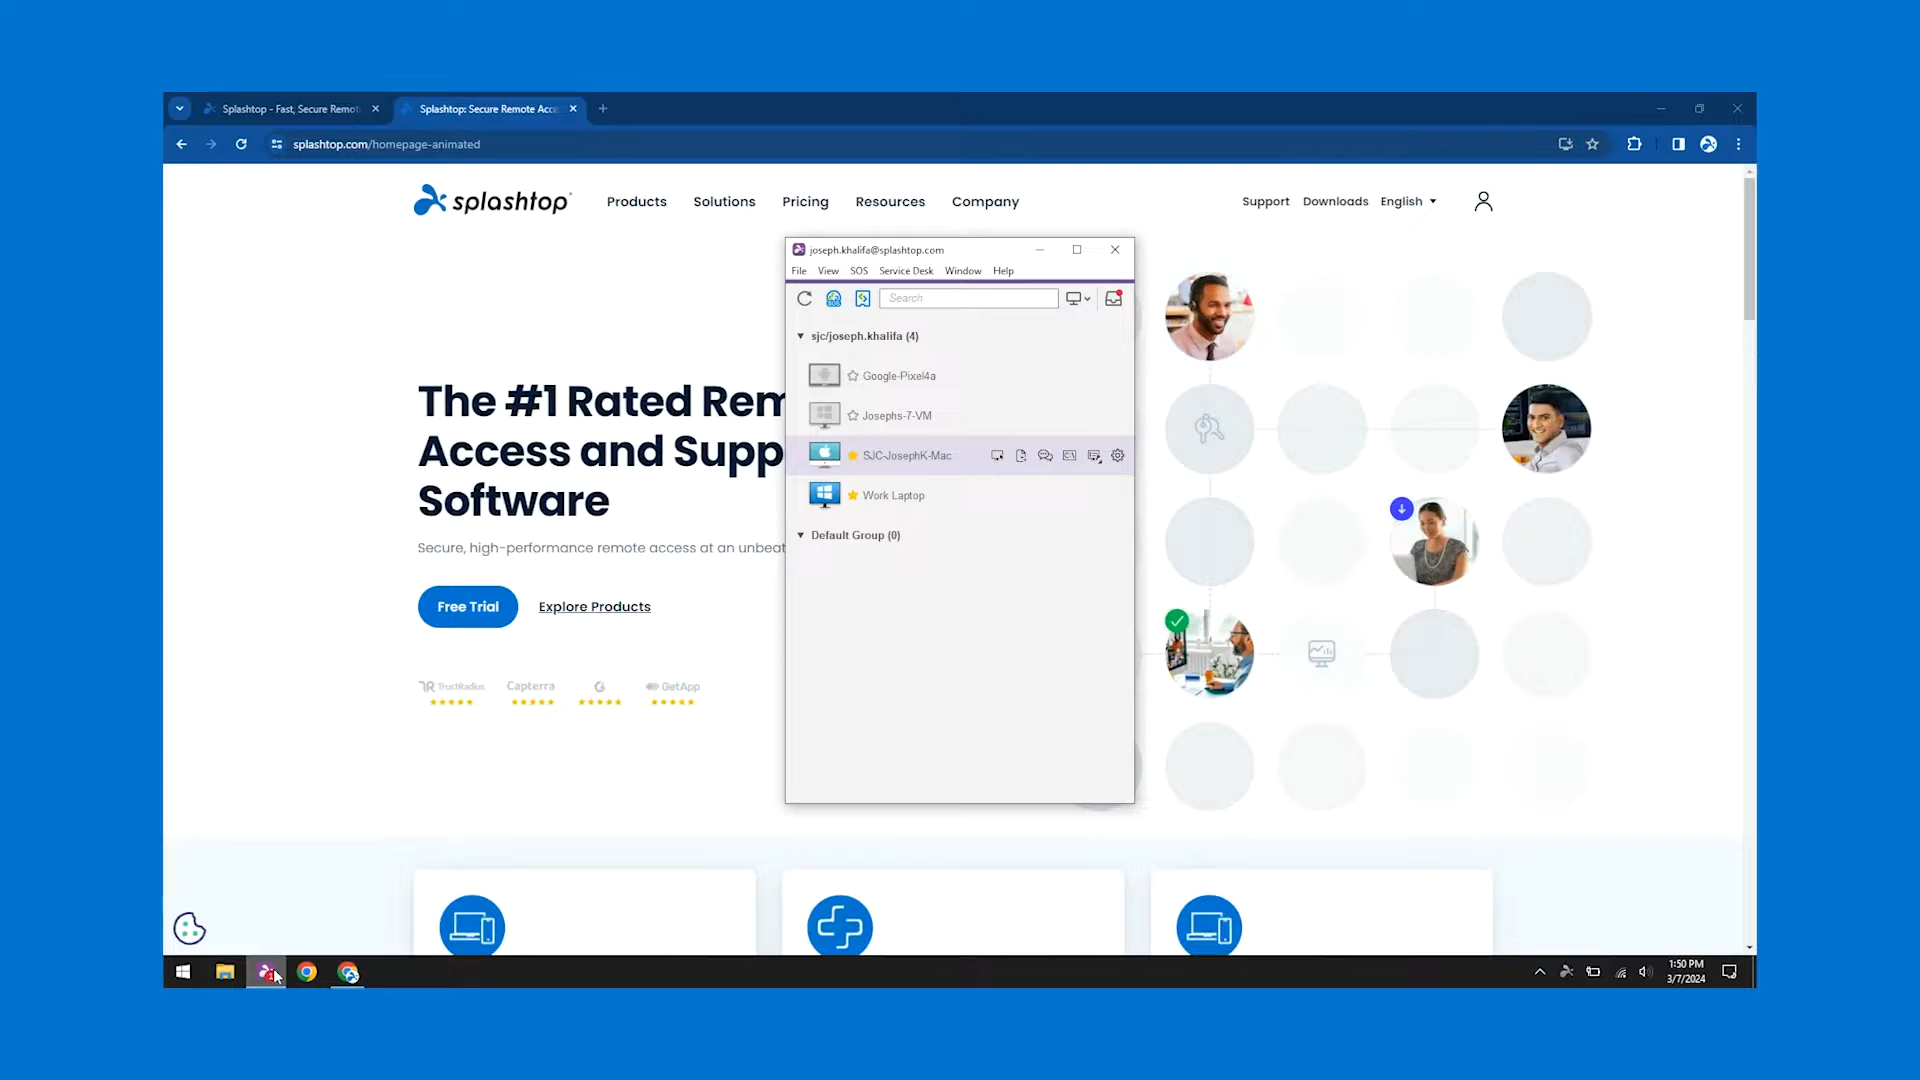 Splashtop - Fast, Secure Remot
Splashtop: Secure Remote Acc
splashtop.com/homepage-animated
splashtop
Products
Solutions
Pricing
Resources
Company
Support
Downloads
English
joseph.khalifa@splashtop.com
File
View
SOS
Service Desk
Window
Help
SOS
Search
sjc/joseph.khalifa (4)
Google-Pixel4a
Josephs-7-VM
SJC-JosephK-Mac
Work Laptop
Default Group (0)
The #1 Rated Rem
Access and Supp
Software
Secure, high-performance remote access at an unbeat
Free Trial
Explore Products
TR TrustRadius
Capterra
GetApp
1
1:50 PM
3/7/2024